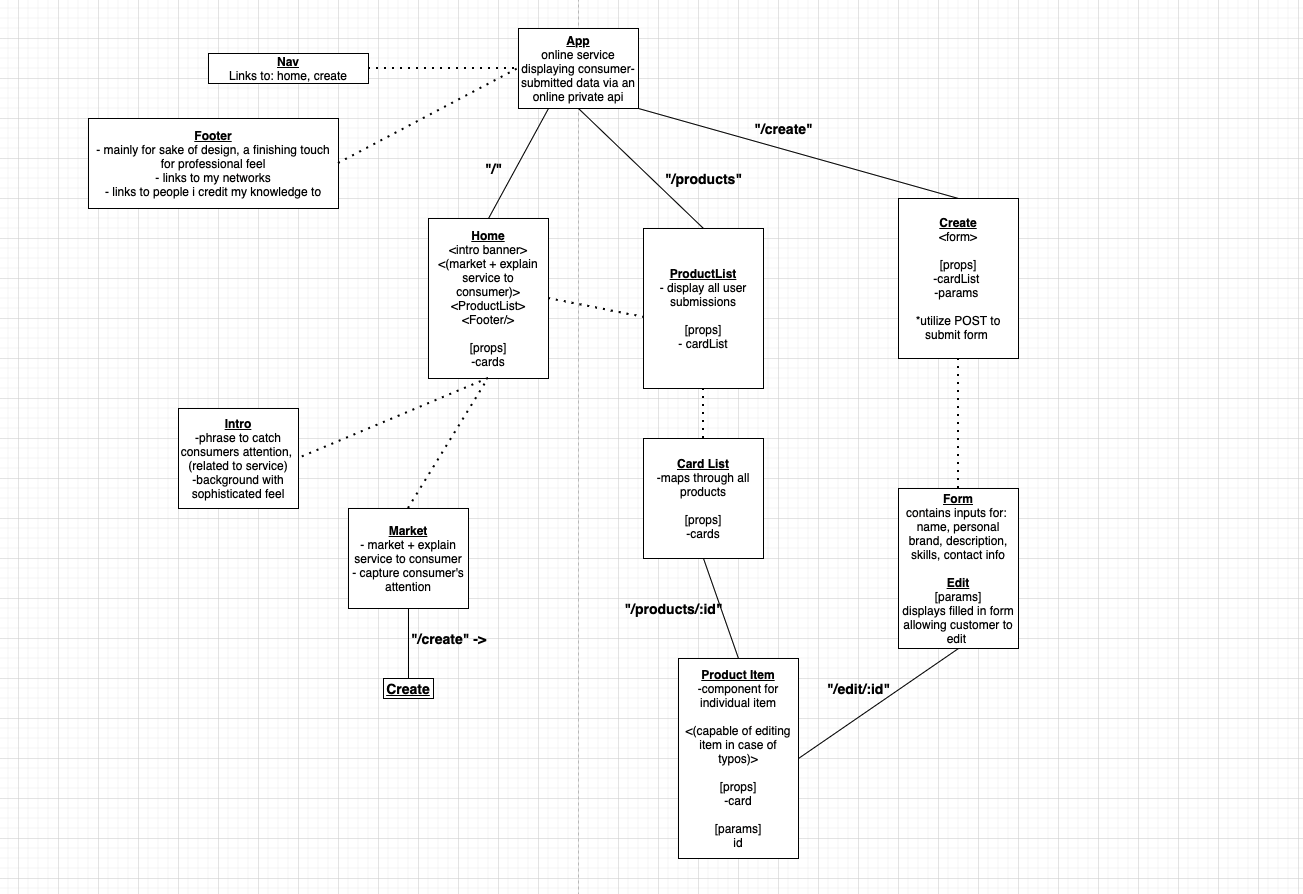 App
online service
displaying consumer-
submitted data via an
online private api
Nav
Links to: home, create
Footer
- mainly for sake of design, a finishing touch
for professional feel
- links to my networks
- links to people i credit my knowledge to
"/create"
"/"
"/products"
Home
<intro banner>
<(market + explain
service to
consumer)>
<ProductList>
<Footer/>
[props]
-cards
ProductList
- display all user
submissions
[props]
- cardList
Create
<form>
[props]
-cardList
-params
*utilize POST to
submit form
Intro
-phrase to catch
consumers attention,
(related to service)
-background with
sophisticated feel
Market
- market + explain
service to consumer
- capture consumer's
attention
"/create" ->
Create
Card List
-maps through all
products
[props]
-cards
"/products/:id"
Form
contains inputs for:
name, personal
brand, description,
skills, contact info
Edit
[params]
displays filled in form
allowing customer to
edit
"/edit/:id"
Product Item
-component for
individual item
<(capable of editing
item in case of
typos)>
[props]
-card
[params]
id